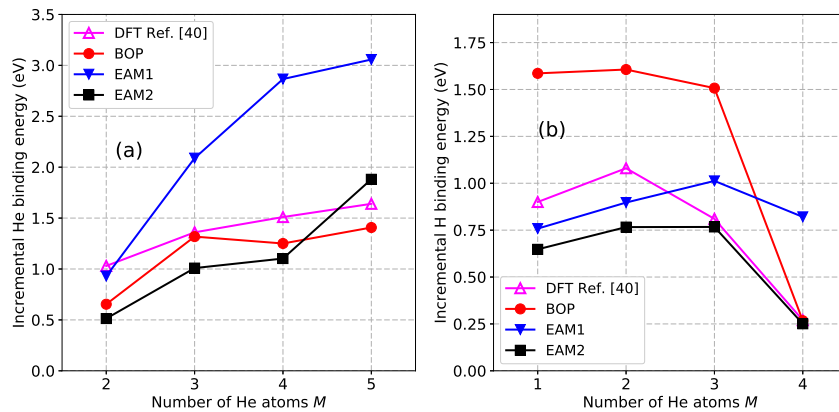 3.5
3.0
2.5
2.0
1.5
1.0
0.5
0.0
Incremental He binding energy (eV)
DFT Ref. [40]
BOP
EAM1
EAM2
(a)
2 3 4 5
Number of He atoms M
1.75
1.50
1.25
1.00
0.75
0.50
0.25
0.00
Incremental H binding energy (eV)
(b)
DFT Ref. [40]
BOP
EAM1
EAM2
1 2 3 4
Number of He atoms M